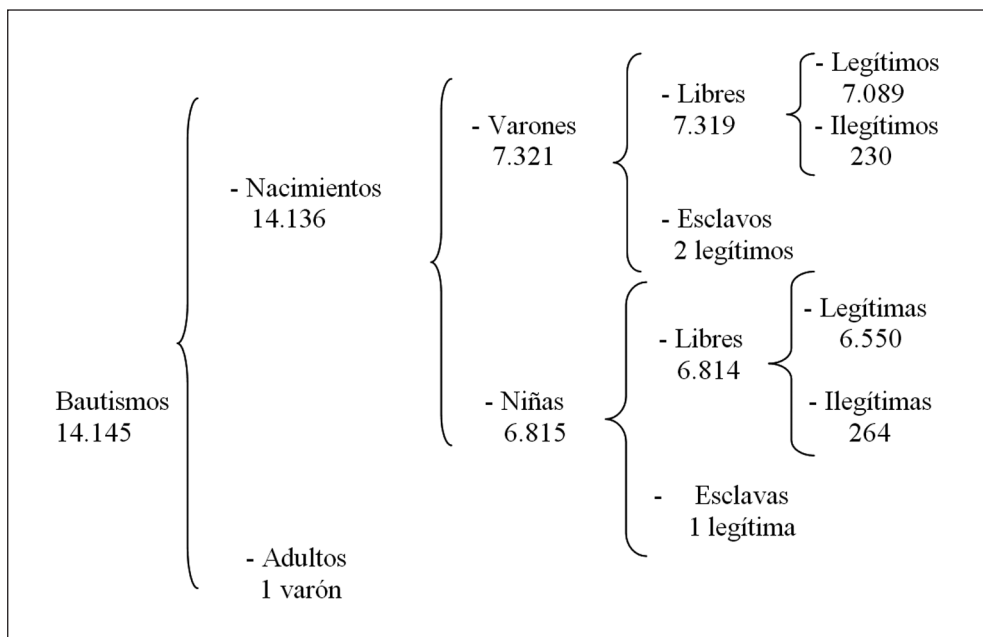 Bautismos
14.145
- Nacimientos
14.136
- Varones
7.321
- Libres
7.319
- Legítimos
7.089
- Ilegítimos
230
- Esclavos
2 legítimos
- Niñas
6.815
- Libres
6.814
- Legítimas
6.550
- Ilegítimas
264
- Esclavas
1 legítima
- Adultos
1 varón